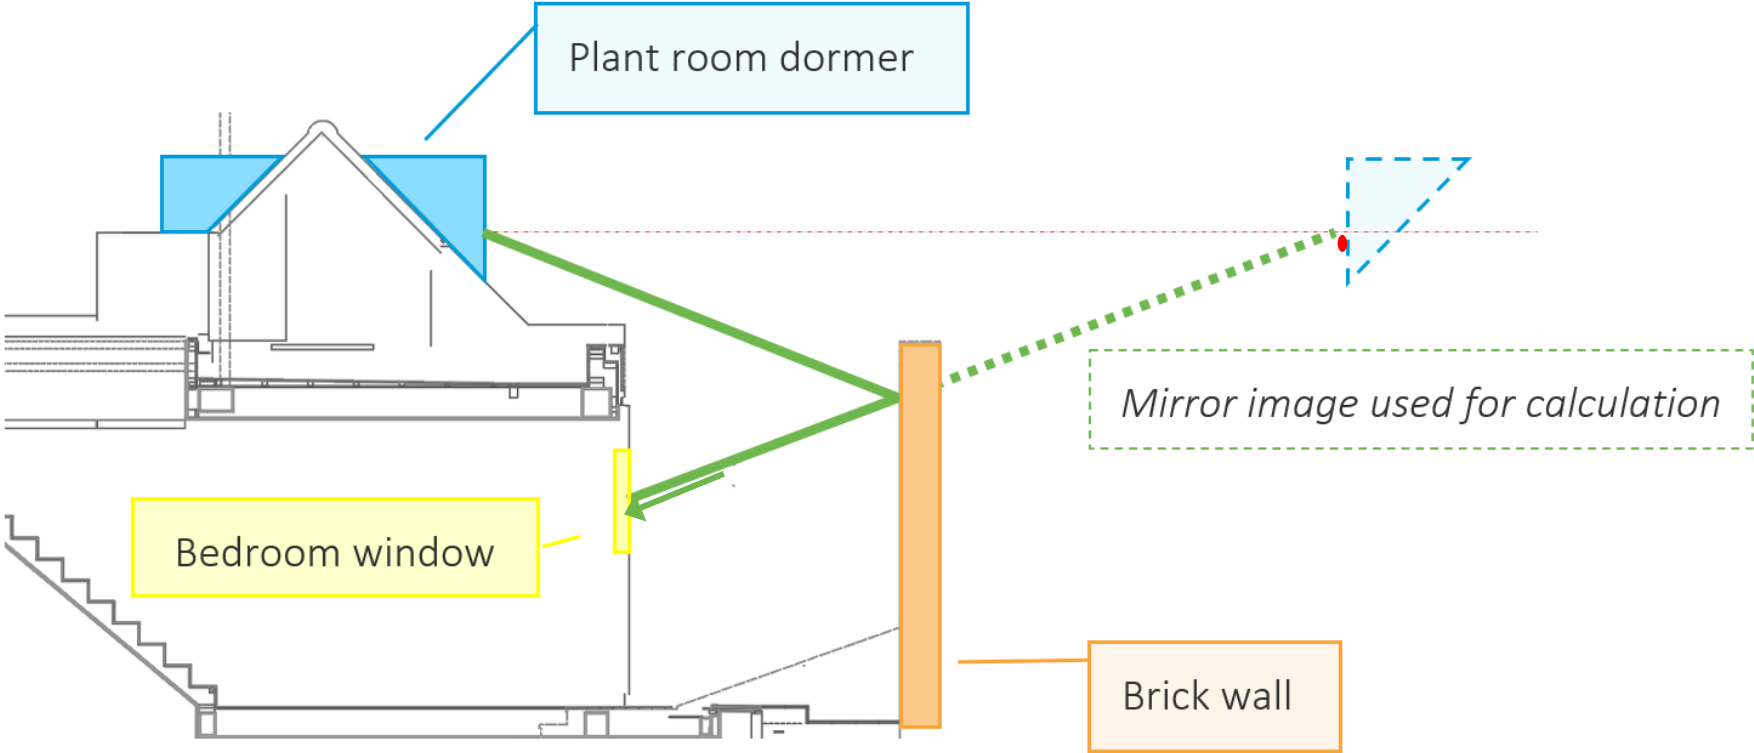 Plant room dormer
Mirror image used for calculation
Bedroom window
Brick wall